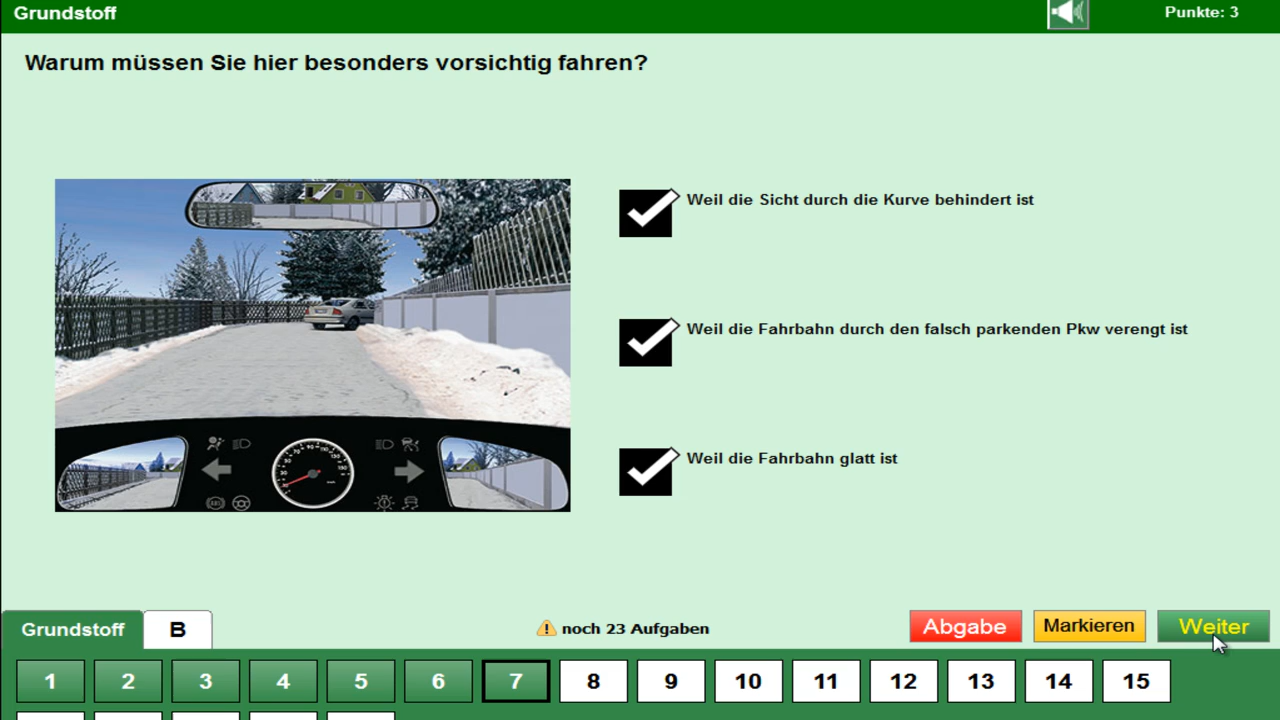 Grundstoff
Punkte: 3
Warum müssen Sie hier besonders vorsichtig fahren?
Weil die Sicht durch die Kurve behindert ist
Weil die Fahrbahn durch den falsch parkenden Pkw verengt ist
Weil die Fahrbahn glatt ist
Grundstoff
B
noch 23 Aufgaben
Abgabe
Markieren
Weiter
1 2 3 4 5 6 7 8 9 10 11 12 13 14 15